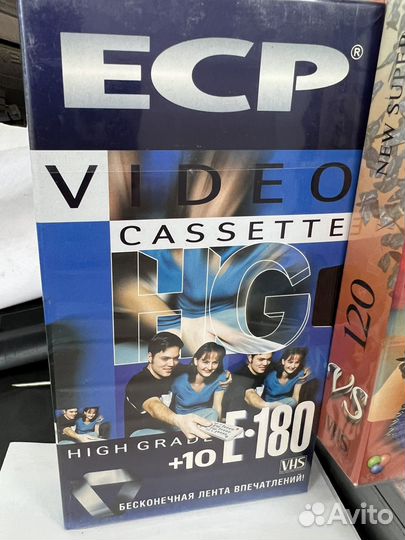 ECP®
VIDEO
CASSETTE
HG
HIGH GRADE
+10 E-180
VHS
БЕСКОНЕЧНАЯ ЛЕНТА ВПЕЧАТЛЕНИЙ!
NEW SUPER
120
Avito